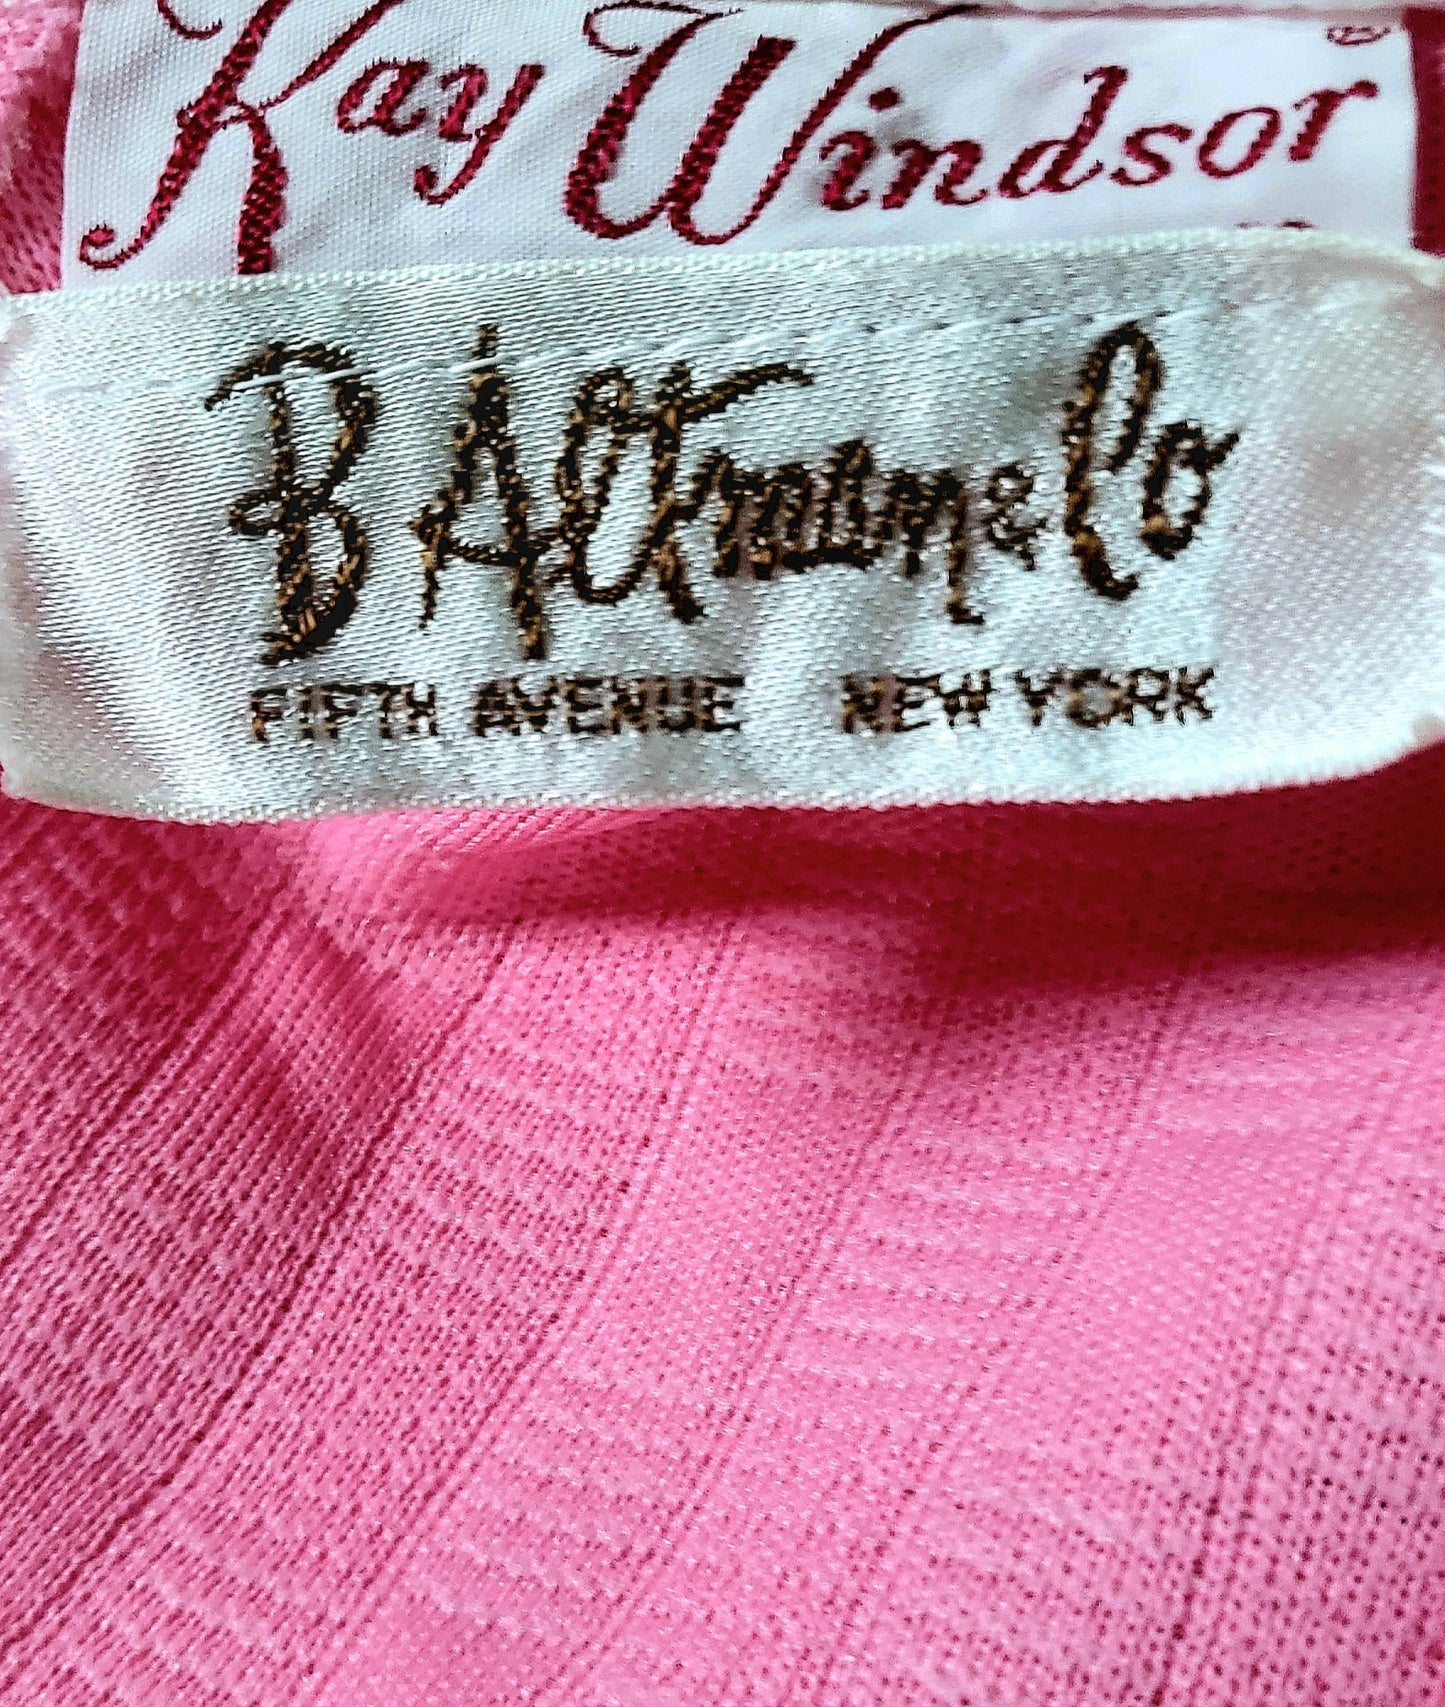 Kay Windsor ®
B Altman & Co
FIFTH AVENUE NEW YORK